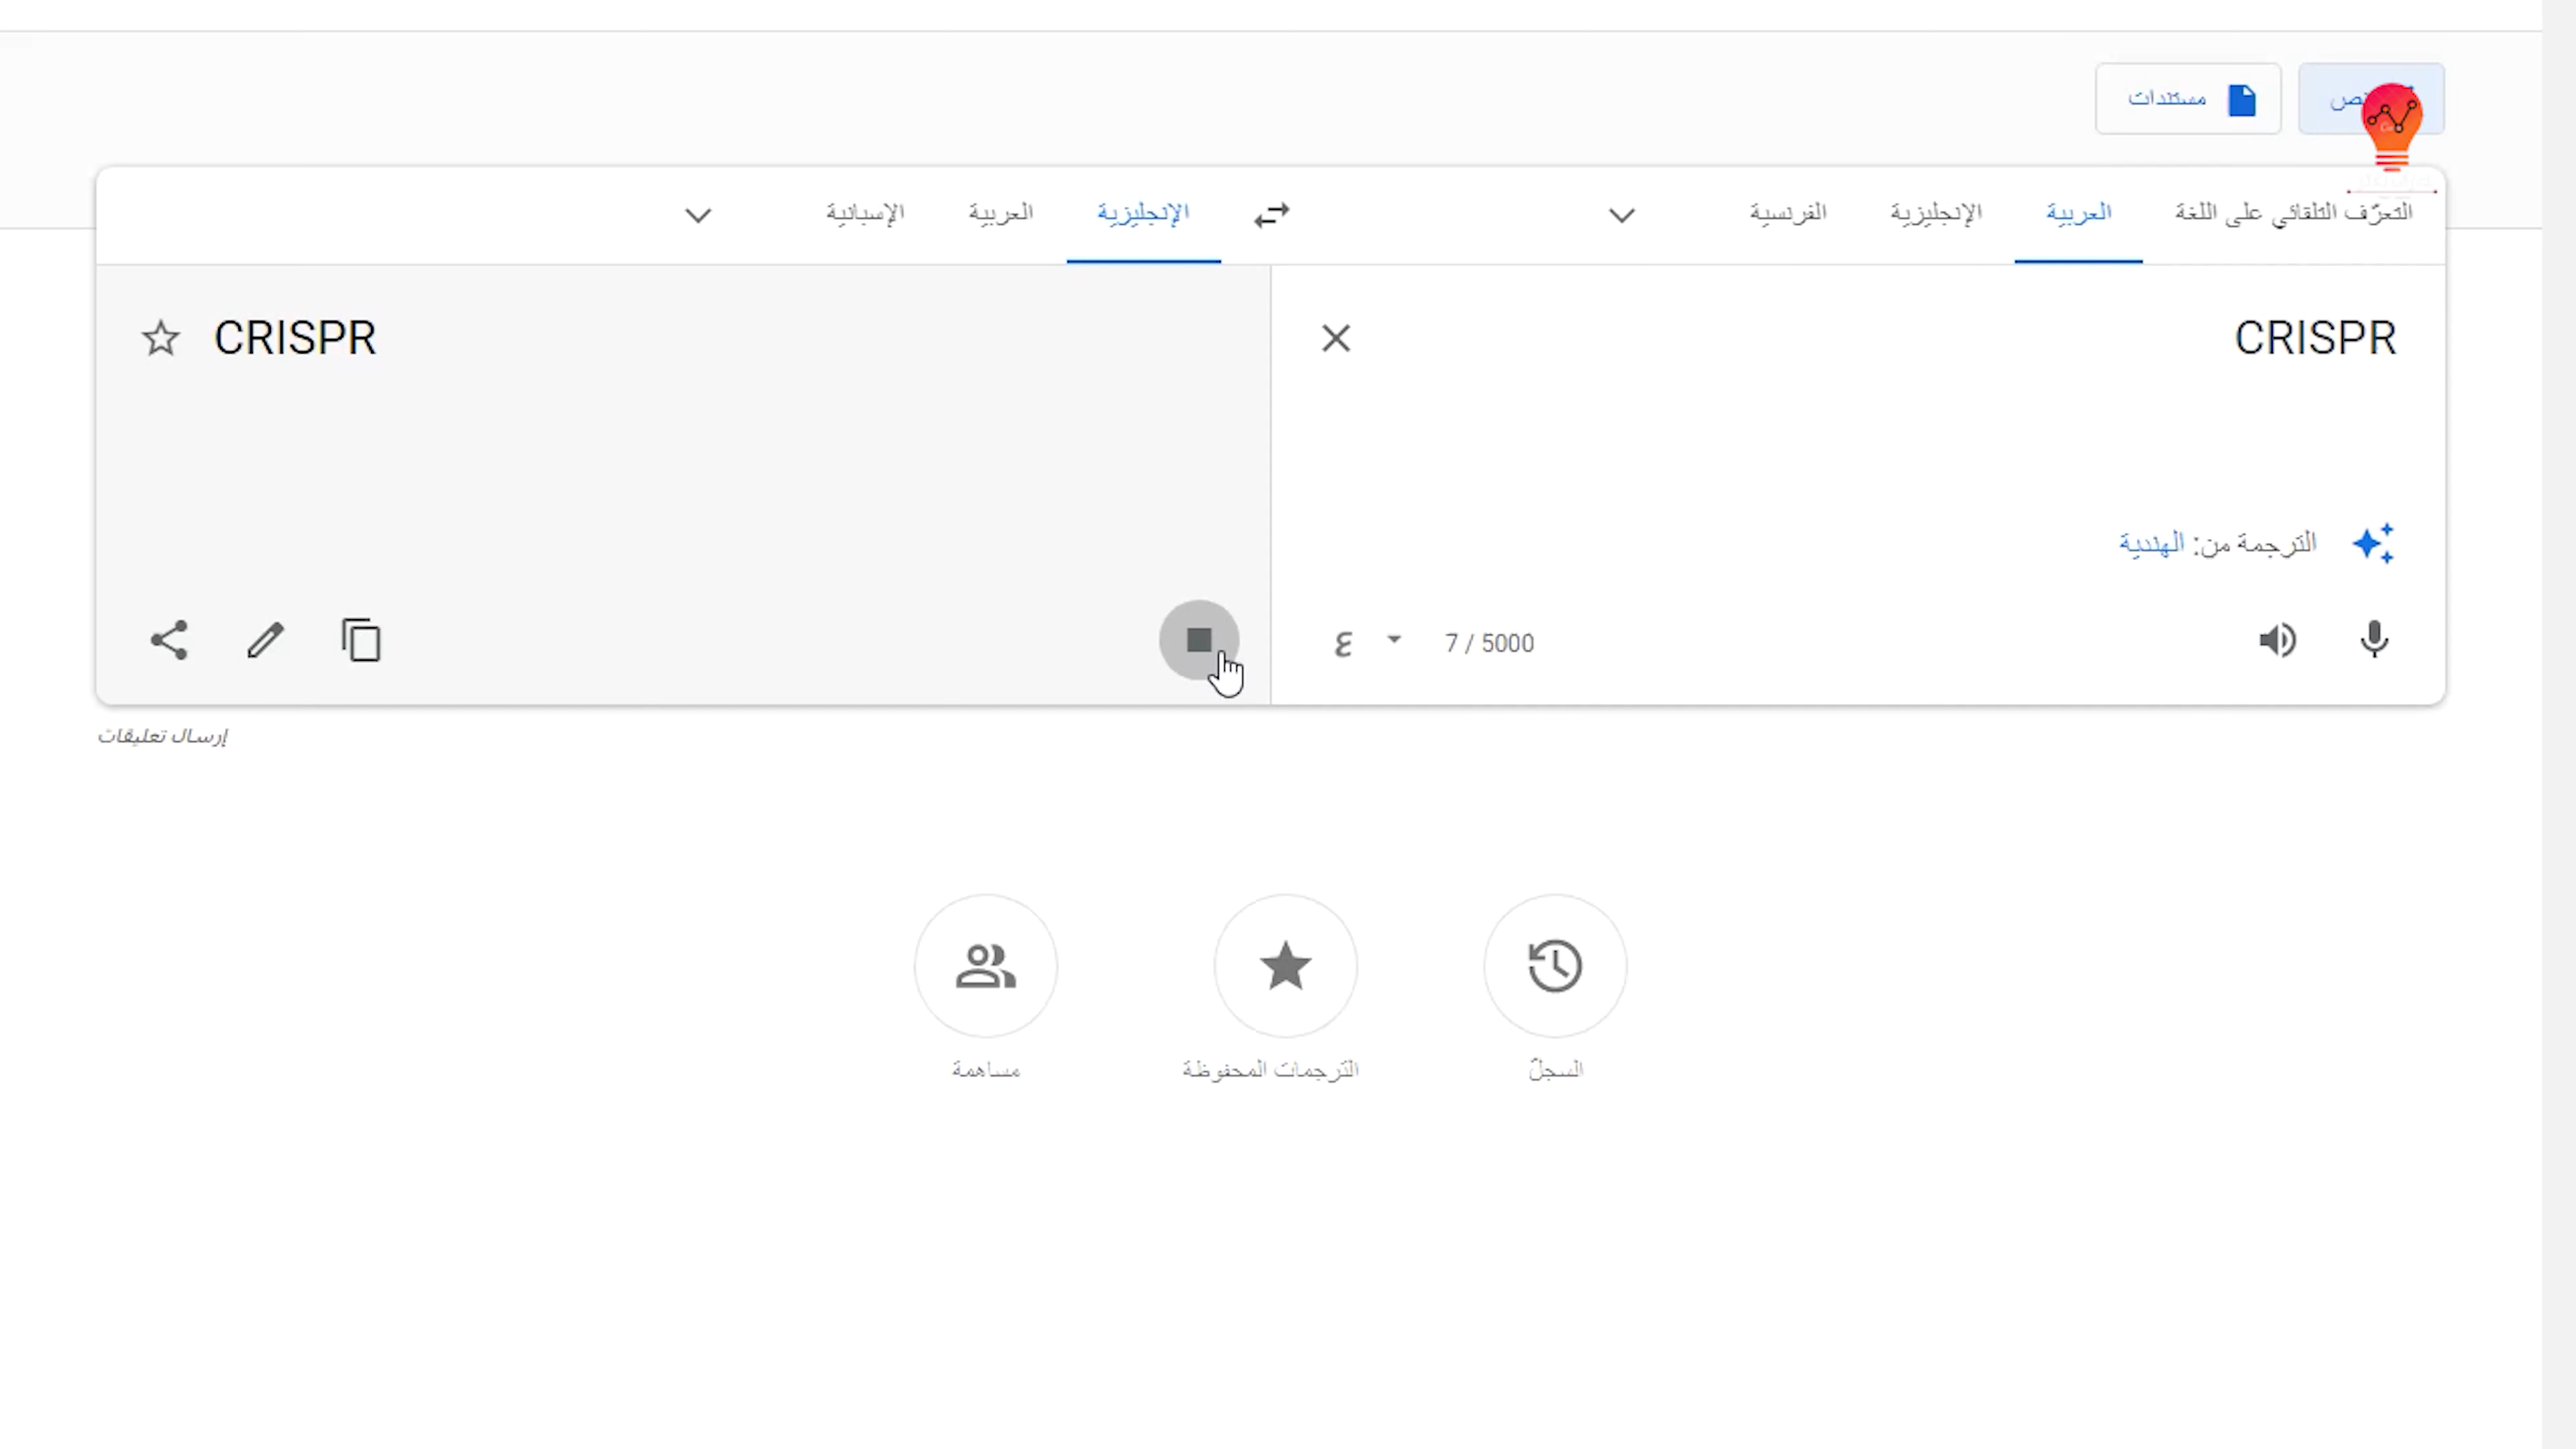 نص
مستندات
التعرّف التلقائي على اللغة
العربية
الإنجليزية
الفرنسية
الإنجليزية
العربية
الإسبانية
CRISPR
CRISPR
الترجمة من: الهندية
7 / 5000
ع
إرسال تعليقات
السجلّ
الترجمات المحفوظة
مساهمة